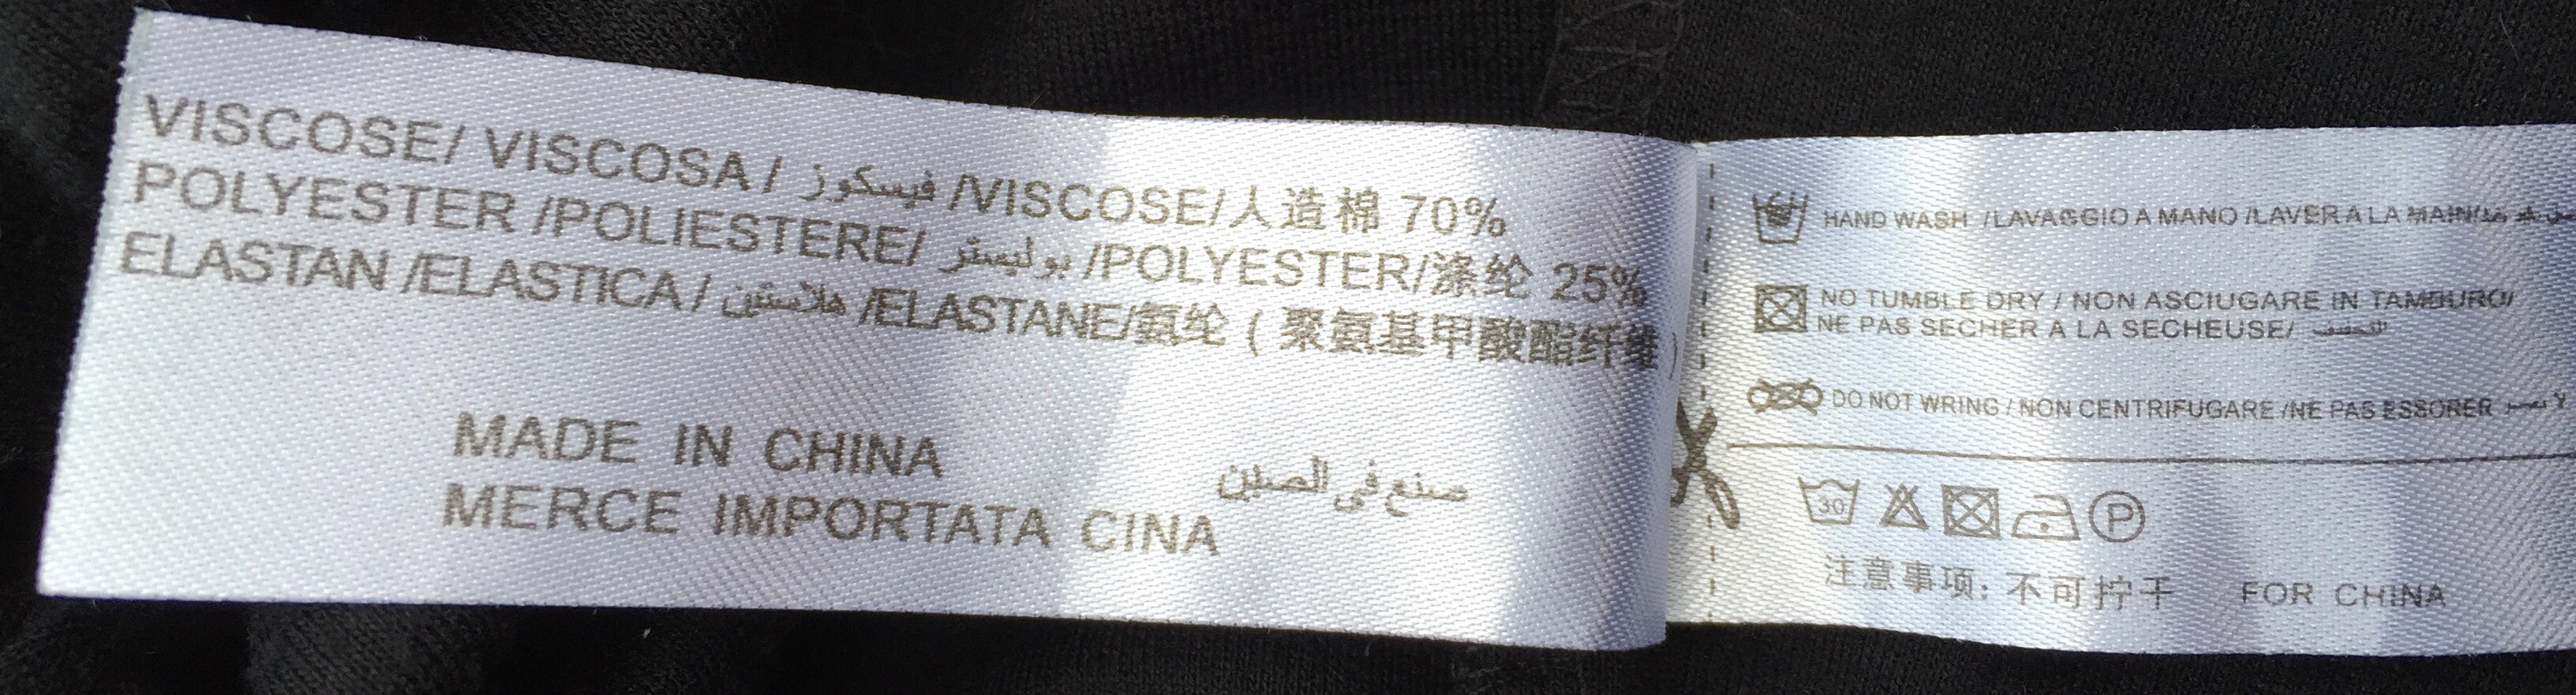 VISCOSE/ VISCOSA / فيسكوز /VISCOSE/人造棉 70%
POLYESTER /POLIESTERE/ بوليستر /POLYESTER/涤纶 25%
ELASTAN /ELASTICA / /ELASTANE/氨纶 ( 聚氨基甲酸酯纤维 )
MADE IN CHINA
MERCE IMPORTATA CINA
صنع في الصين
HAND WASH /LAVAGGIO A MANO /LAVER A LA MAIN/
NO TUMBLE DRY / NON ASCIUGARE IN TAMBURO/
NE PAS SECHER A LA SECHEUSE/
DO NOT WRING / NON CENTRIFUGARE /NE PAS ESSORER
30 P
注意事项: 不可拧干 FOR CHINA